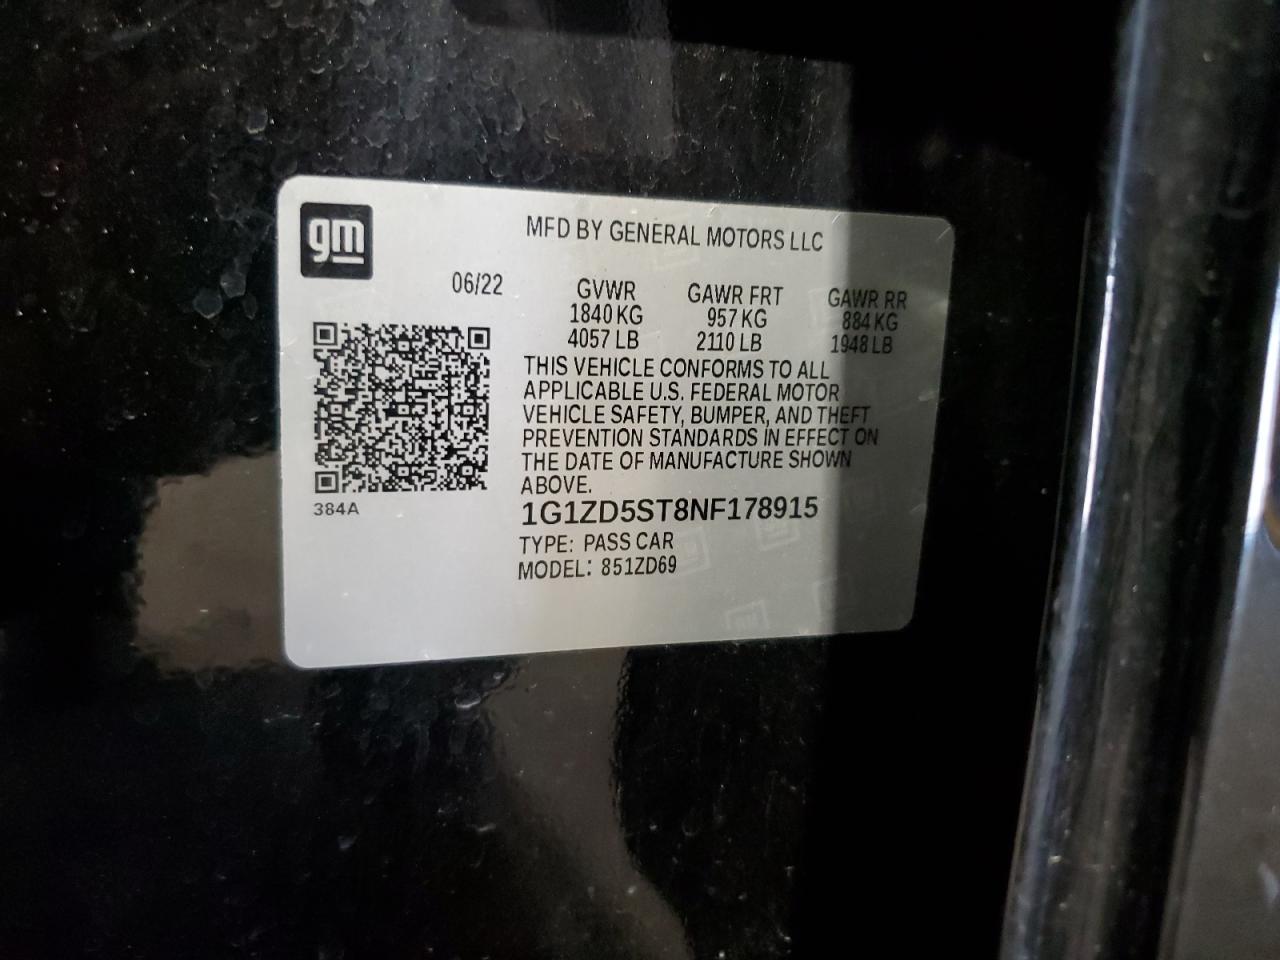 gm
MFD BY GENERAL MOTORS LLC
06/22 GVWR GAWR FRT GAWR RR
1840 KG 957 KG 884 KG
4057 LB 2110 LB 1948 LB
THIS VEHICLE CONFORMS TO ALL
APPLICABLE U.S. FEDERAL MOTOR
VEHICLE SAFETY, BUMPER, AND THEFT
PREVENTION STANDARDS IN EFFECT ON
THE DATE OF MANUFACTURE SHOWN
ABOVE.
384A
1G1ZD5ST8NF178915
TYPE: PASS CAR
MODEL: 851ZD69